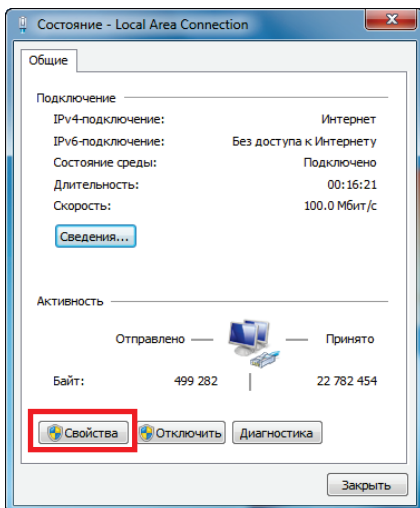 Состояние - Local Area Connection
Общие
Подключение
IPv4-подключение: Интернет
IPv6-подключение: Без доступа к Интернету
Состояние среды: Подключено
Длительность: 00:16:21
Скорость: 100.0 Мбит/с
Сведения...
Активность
Отправлено — — Принято
Байт: 499 282 | 22 782 454
Свойства Отключить Диагностика
Закрыть